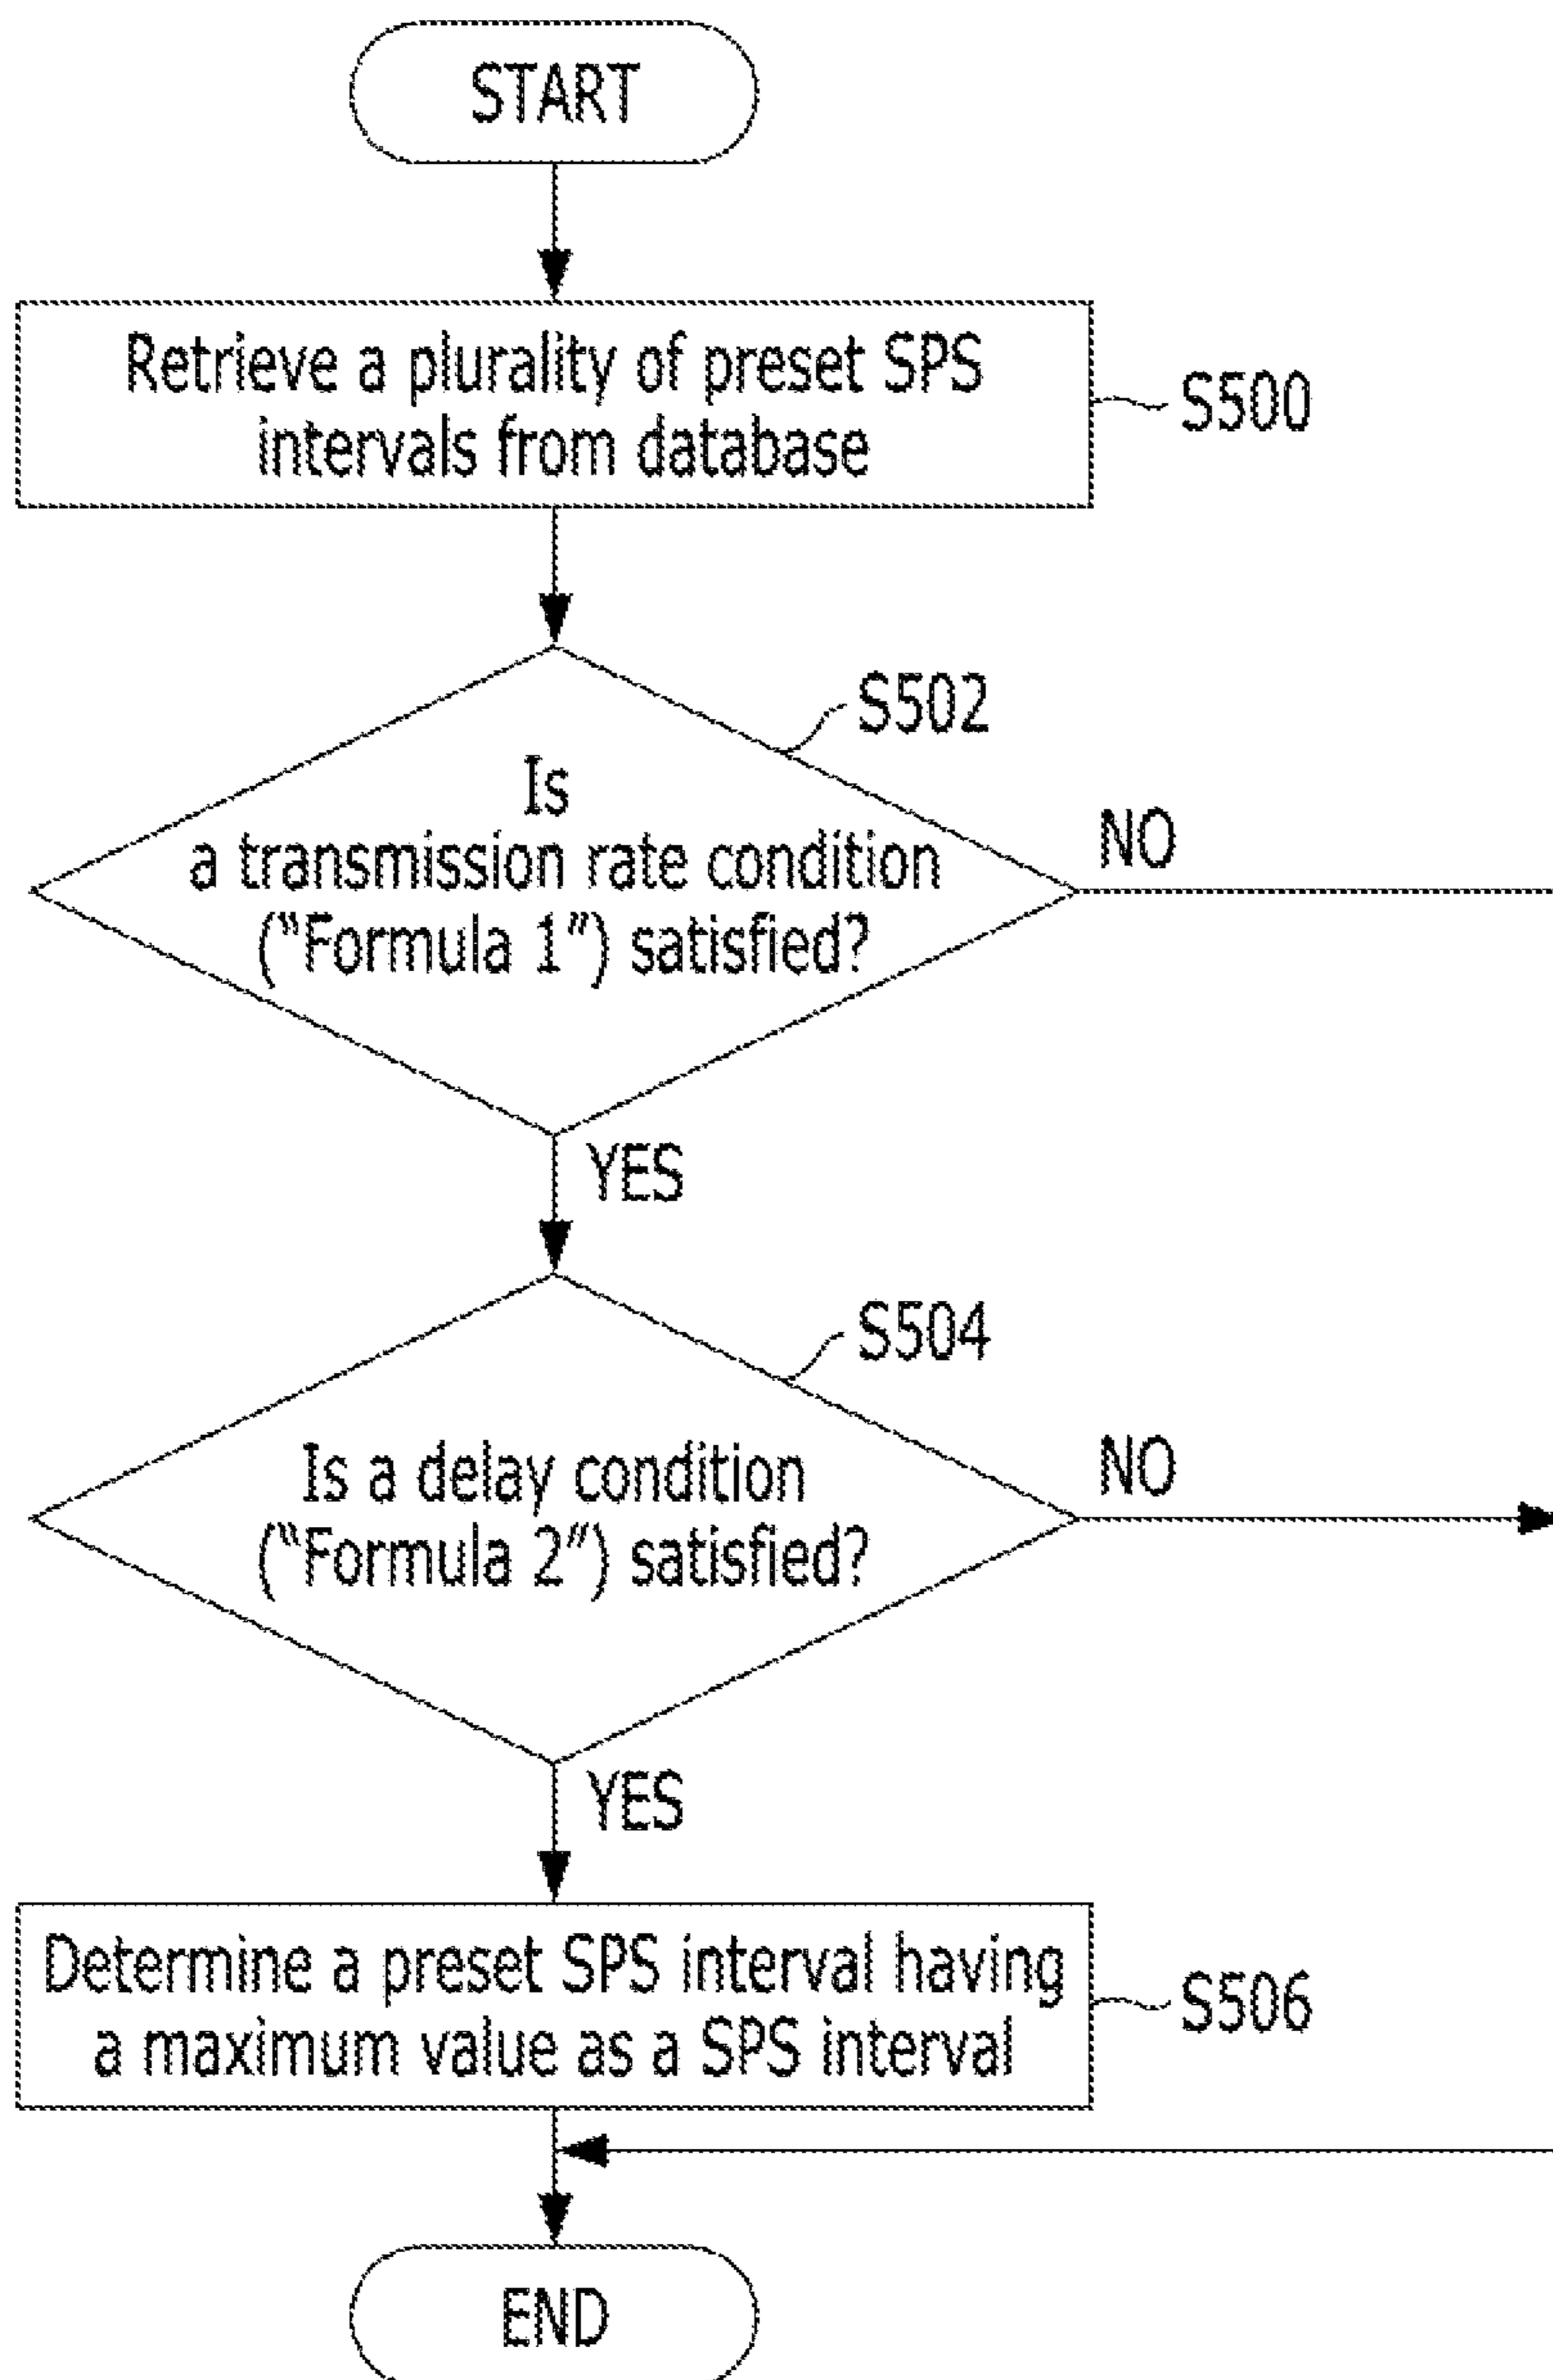 START
Retrieve a plurality of preset SPS
intervals from database
S500
S502
Is
a transmission rate condition
("Formula 1") satisfied?
NO
YES
S504
Is a delay condition
("Formula 2") satisfied?
NO
YES
Determine a preset SPS interval having
a maximum value as a SPS interval
S506
END